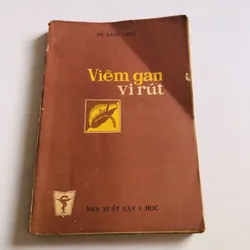 Viêm gan
vi rút
NHÀ XUẤT BẢN Y HỌC